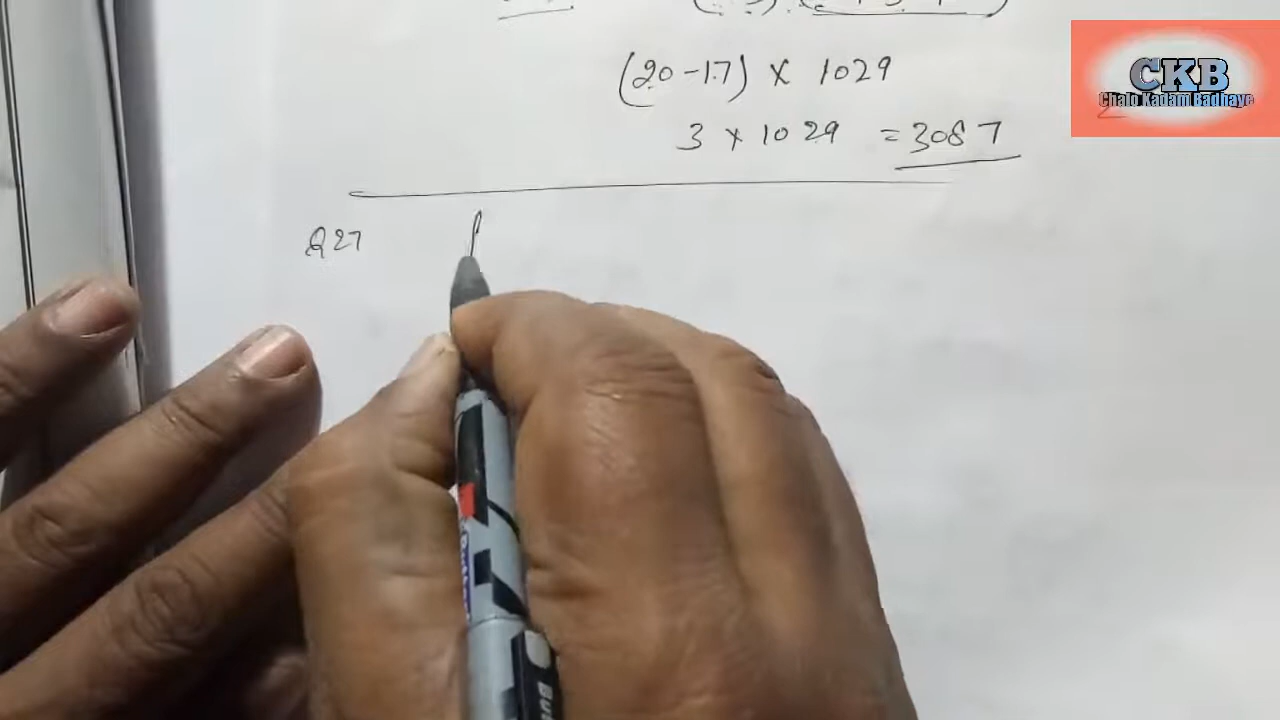 (20-17) × 1029
3 × 1029 = 3087
Q27
CKB
Chalo Kadam Badhaye